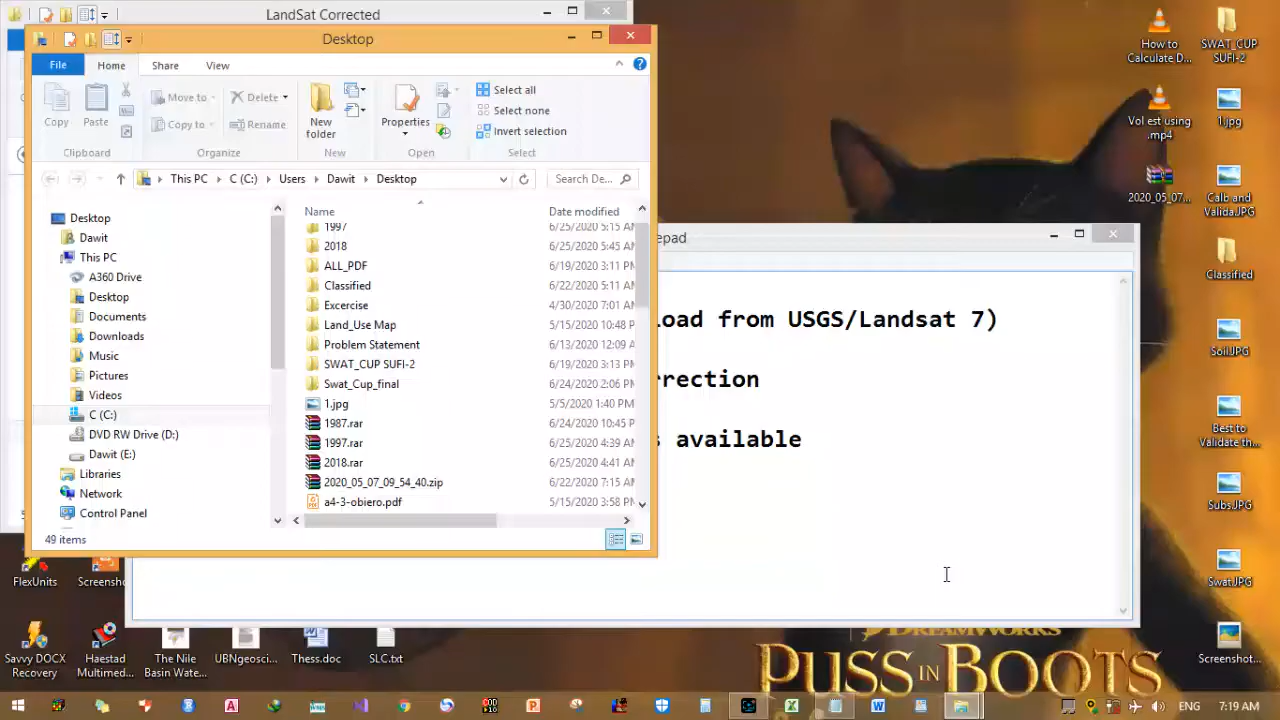 LandSat Corrected
Desktop
File
Home
Share
View
Copy
Paste
Clipboard
Move to
Copy to
Delete
Rename
Organize
New folder
New
Properties
Open
Select all
Select none
Invert selection
Select
This PC
C (C:)
Users
Dawit
Desktop
Search De...
Desktop
Dawit
This PC
A360 Drive
Desktop
Documents
Downloads
Music
Pictures
Videos
C (C:)
DVD RW Drive (D:)
Dawit (E:)
Libraries
Network
Control Panel
Name Date modified
1997 6/25/2020 5:15 AM
2018 6/25/2020 5:45 AM
ALL_PDF 6/19/2020 3:11 PM
Classified 6/22/2020 5:11 AM
Excercise 4/30/2020 7:01 AM
Land_Use Map 5/15/2020 10:48 P
Problem Statement 6/13/2020 12:09 A
SWAT_CUP SUFI-2 6/19/2020 3:13 PM
Swat_Cup_final 6/24/2020 2:06 PM
1.jpg 5/5/2020 1:40 PM
1987.rar 6/24/2020 10:45 P
1997.rar 6/25/2020 4:39 AM
2018.rar 6/25/2020 4:41 AM
2020_05_07_09_54_40.zip 6/22/2020 7:15 AM
a4-3-obiero.pdf 5/15/2020 3:58 PM
49 items
epad
load from USGS/Landsat 7)
rrection
s available
How to
Calculate D...
SWAT_CUP
SUFI-2
Vol est using
.mp4
1.jpg
2020_05_07...
Calb and
Valida.JPG
Classified
Soil.JPG
Best to
Validate th...
Subs.JPG
Swat.JPG
Screenshot...
FlexUnits
Screensho
Savvy DOCX
Recovery
Haestad
Multimed...
The Nile
Basin Wate...
UBNgeosci...
Thess.doc
SLC.txt
DREAMWORKS
PUSS IN BOOTS
ENG
7:19 AM